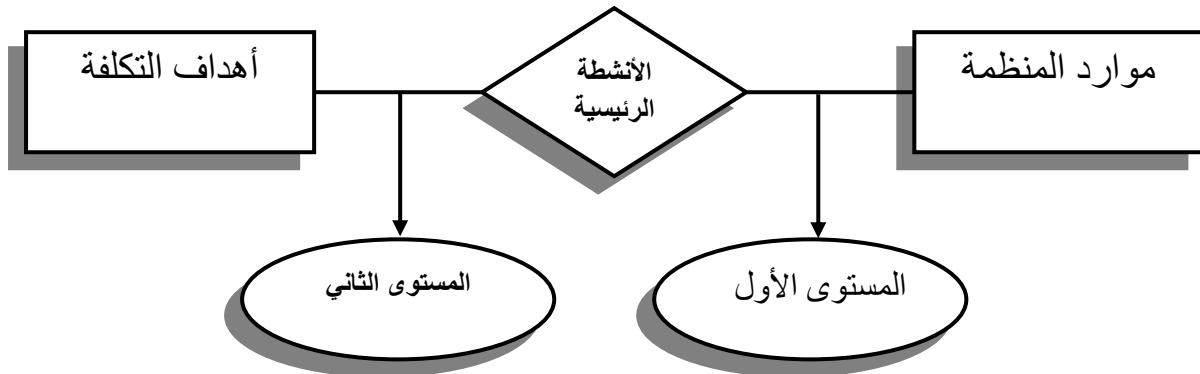 موارد المنظمة
الأنشطة
الرئيسية
أهداف التكلفة
المستوى الأول
المستوى الثاني